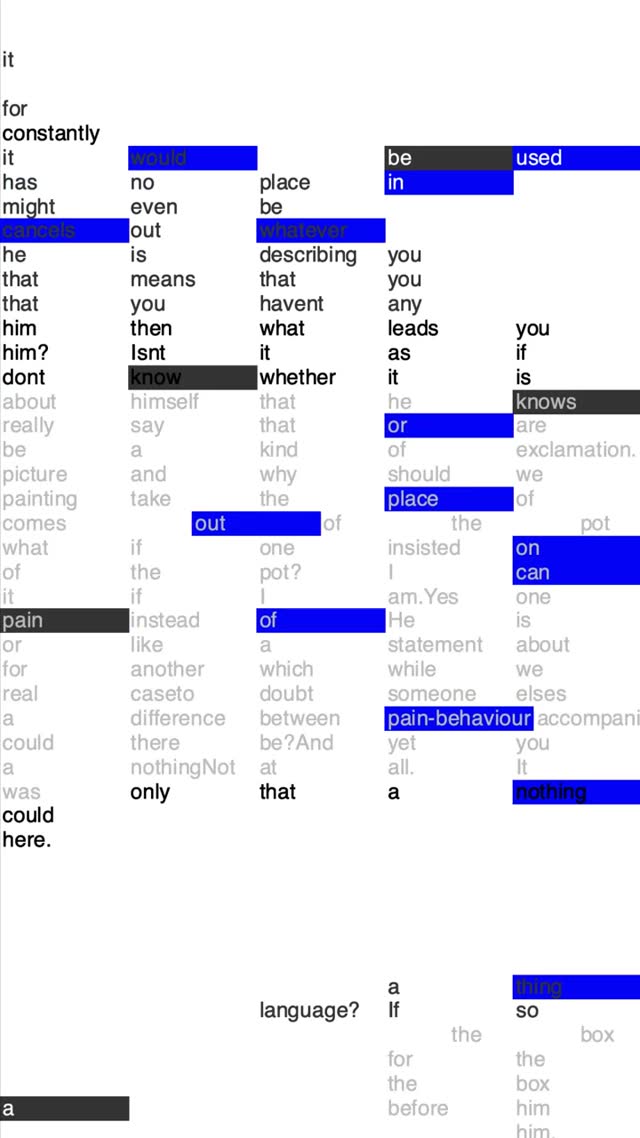 it
for
constantly
it would be used
has no place in
might even be
cancels out whatever
he is describing you
that means that you
that you havent any
him then what leads you
him? Isnt it as if
dont know whether it is
about himself that he knows
really say that or are
be a kind of exclamation.
picture and why should we
painting take the place of
comes out of the pot
what if one insisted on
of the pot? I can
it if I am.Yes one
pain instead of He is
or like a statement about
for another which while we
real caseto doubt someone elses
a difference between pain-behaviour accompani
could there be?And yet you
a nothingNot at all. It
was only that a nothing
could
here.
a thing
language? If so
the box
for the
the box
a before him
him.